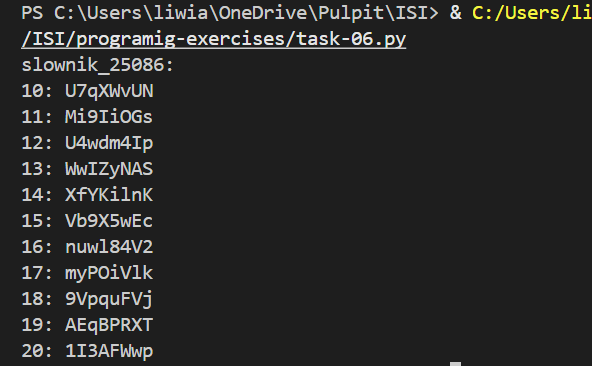 PS C:\Users\liwia\OneDrive\Pulpit\ISI> & C:/Users/li
/ISI/programig-exercises/task-06.py
slownik_25086:
10: U7qXWvUN
11: Mi9IiOGs
12: U4wdm4Ip
13: WwIZyNAS
14: XfYKilnK
15: Vb9X5wEc
16: nuwl84V2
17: myPOiVlk
18: 9VpquFVj
19: AEqBPRXT
20: 1I3AFWwp